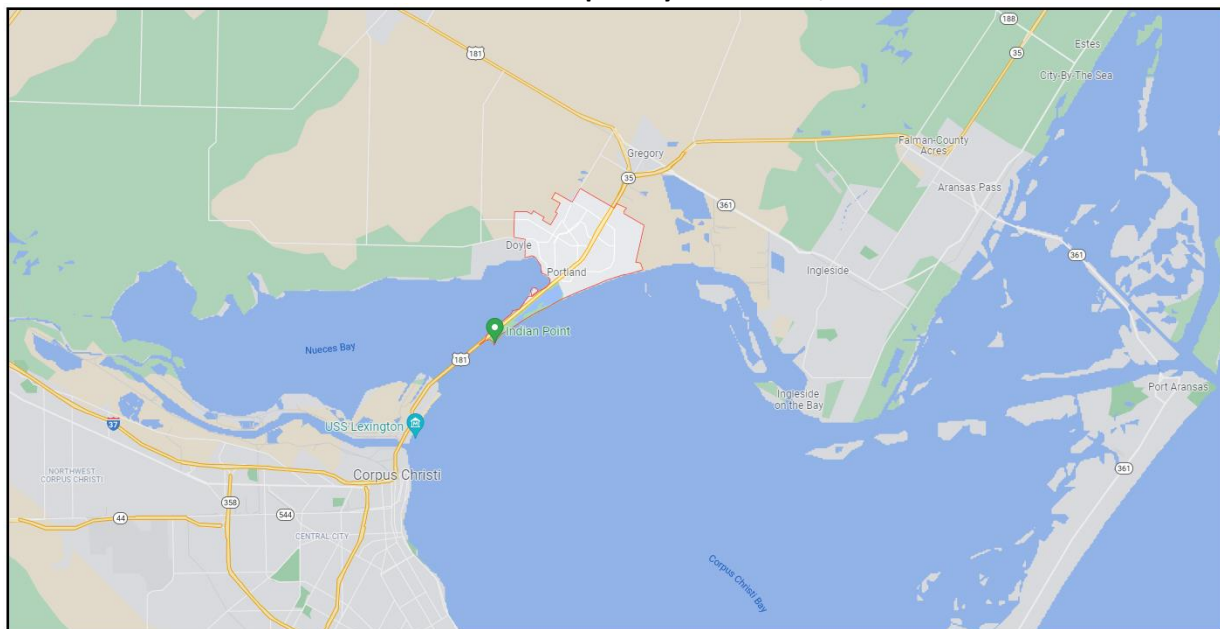 188
Estes
181
35
City-By-The Sea
Falman-County
Acres
Gregory
35
Aransas Pass
361
Doyle
Portland
Ingleside
361
Indian Point
Nueces Bay
181
Ingleside
on the Bay
Port Aransas
37
USS Lexington
NORTHWEST
CORPUS CHRISTI
Corpus Christi
361
358
544
44
CENTRAL CITY
Corpus Christi Bay